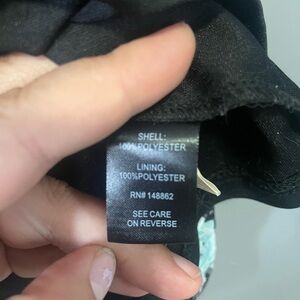 SHELL:
100%POLYESTER
LINING:
100%POLYESTER
RN# 148862
SEE CARE
ON REVERSE